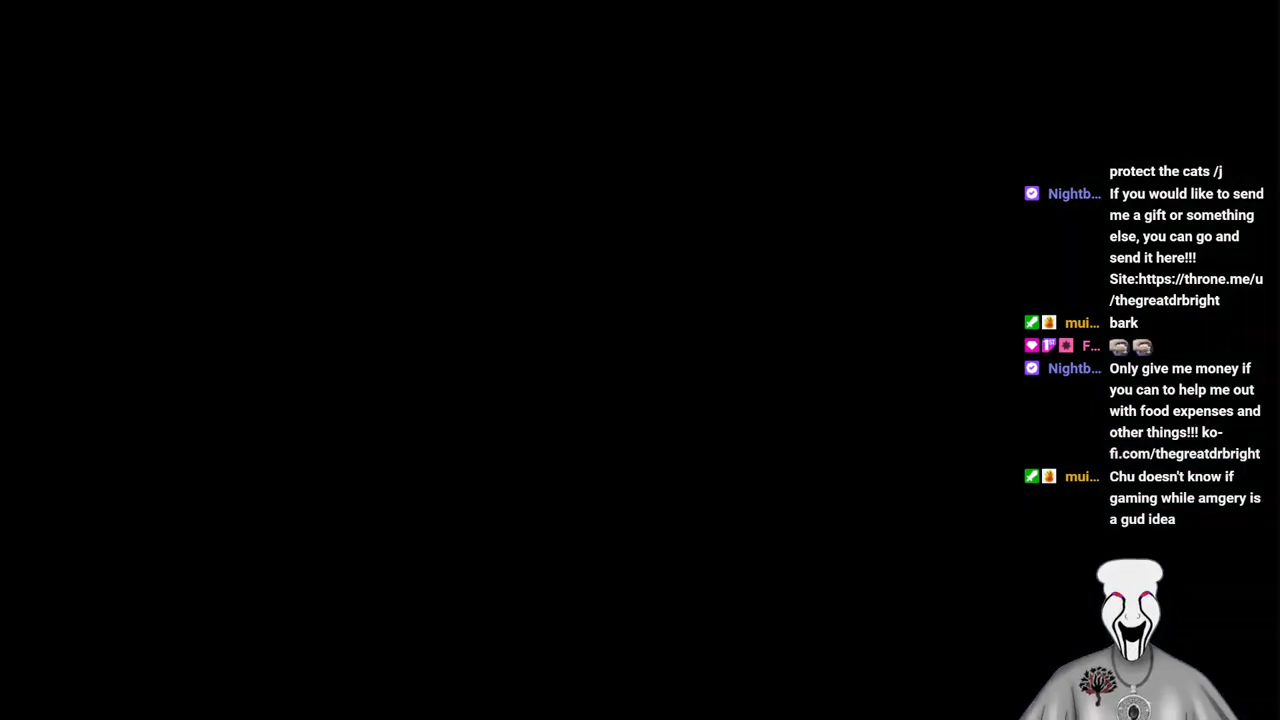 protect the cats /j
Nightb... If you would like to send
me a gift or something
else, you can go and
send it here!!!
Site:https://throne.me/u
/thegreatdrbright
mui... bark
F...
Nightb... Only give me money if
you can to help me out
with food expenses and
other things!!! ko-
fi.com/thegreatdrbright
mui... Chu doesn't know if
gaming while amgery is
a gud idea